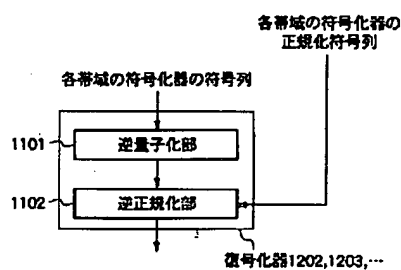 各帯域の符号化器の
正規化符号列
各帯域の符号化器の符号列
1101
逆量子化部
1102
逆正規化部
復号化器1202,1203,…